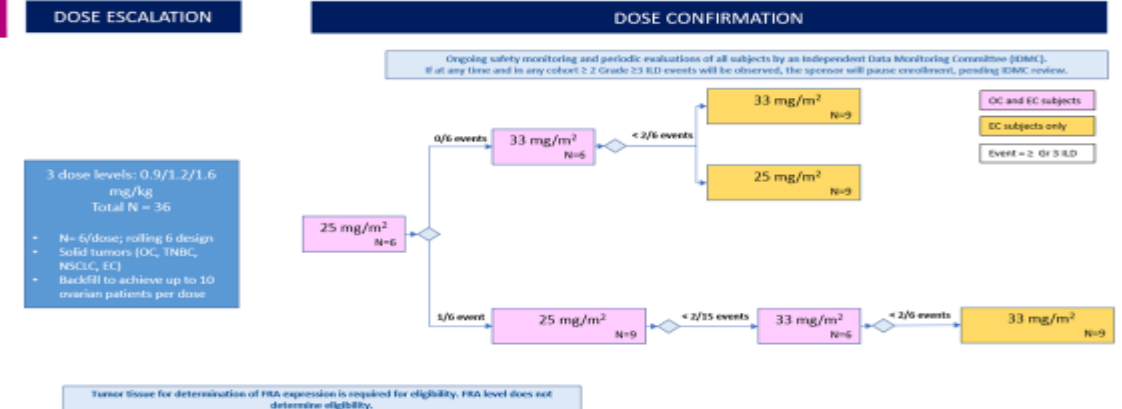 DOSE ESCALATION
DOSE CONFIRMATION
Ongoing safety monitoring and periodic evaluations of all subjects by an Independent Data Monitoring Committee (IDMC).
If at any time and in any cohort ≥ 2 Grade ≥3 ILD events will be observed, the sponsor will pause enrollment, pending IDMC review.
3 dose levels: 0.9/1.2/1.6
mg/kg
Total N = 36
• N= 6/dose; rolling 6 design
• Solid tumors (OC, TNBC,
NSCLC, EC)
• Backfill to achieve up to 10
ovarian patients per dose
25 mg/m²
N=6
0/6 events
33 mg/m²
N=6
< 2/6 events
33 mg/m²
N=9
25 mg/m²
N=9
OC and EC subjects
EC subjects only
Event = ≥ Gr 3 ILD
1/6 event
25 mg/m²
N=9
< 2/15 events
33 mg/m²
N=6
< 2/6 events
33 mg/m²
N=9
Tumor tissue for determination of FRA expression is required for eligibility. FRA level does not
determine eligibility.